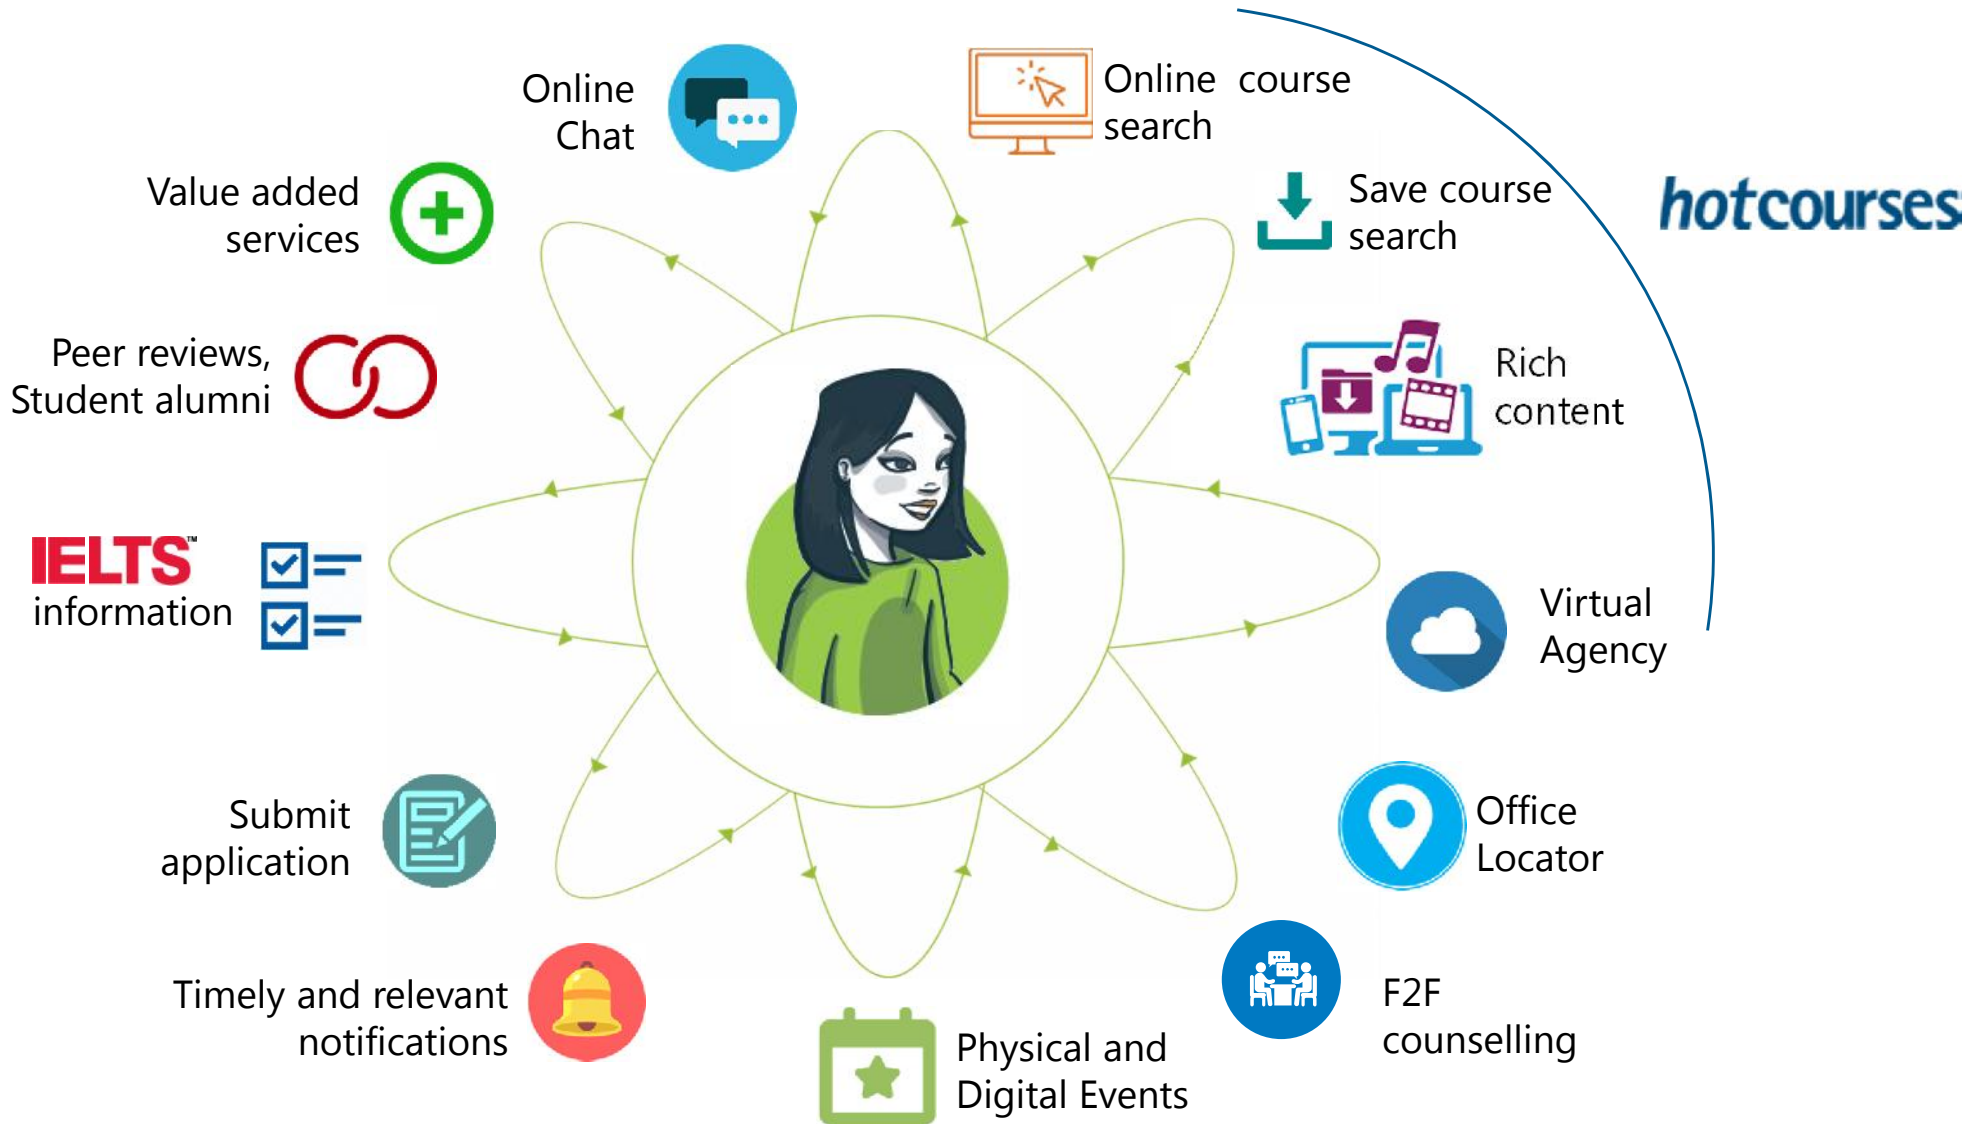 Online
Chat
Online course
search
Value added
services
Save course
search
hotcourses
Peer reviews,
Student alumni
Rich
content
IELTS™
information
Virtual
Agency
Submit
application
Office
Locator
Timely and relevant
notifications
F2F
counselling
Physical and
Digital Events